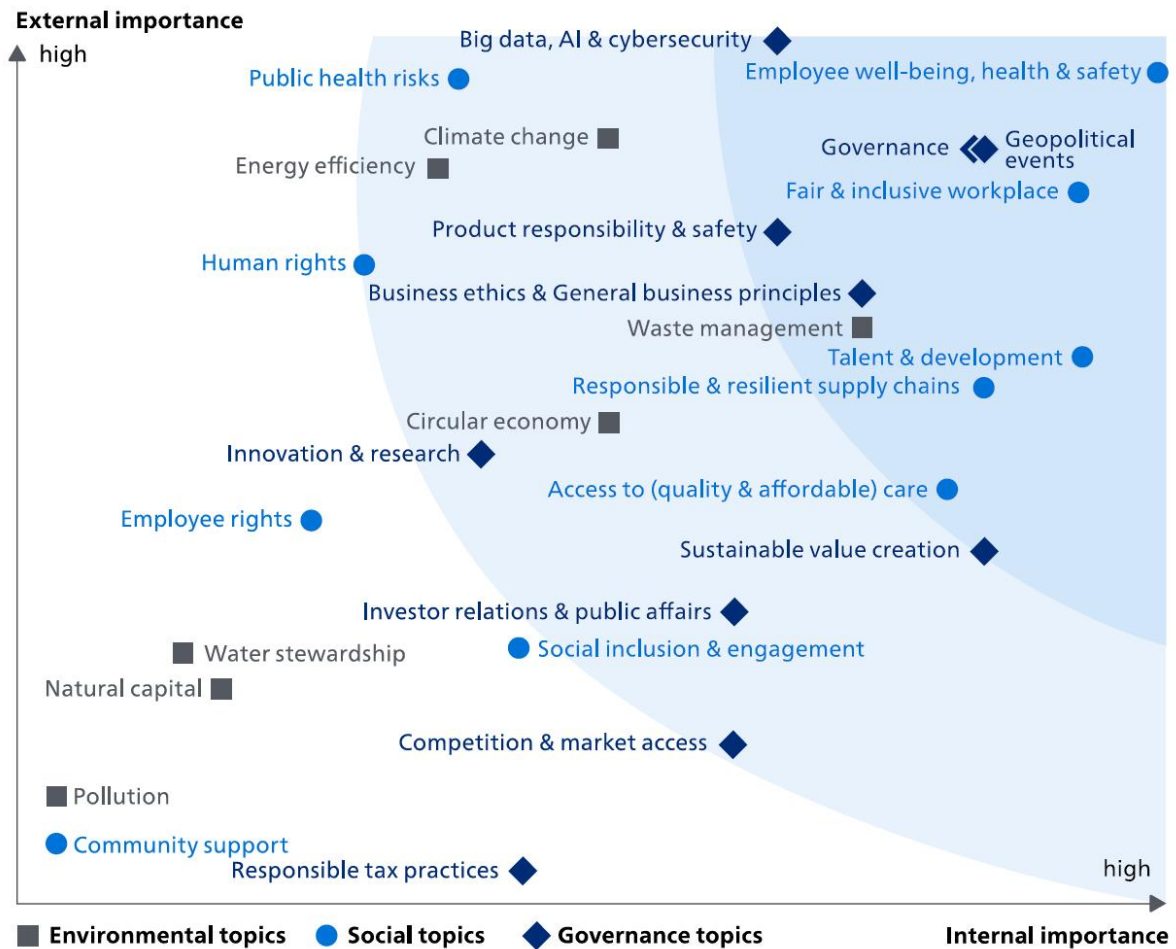 External importance
high
Big data, AI & cybersecurity
Public health risks
Employee well-being, health & safety
Climate change
Governance
Geopolitical
events
Energy efficiency
Fair & inclusive workplace
Product responsibility & safety
Human rights
Business ethics & General business principles
Waste management
Talent & development
Responsible & resilient supply chains
Circular economy
Innovation & research
Access to (quality & affordable) care
Employee rights
Sustainable value creation
Investor relations & public affairs
Water stewardship
Social inclusion & engagement
Natural capital
Competition & market access
Pollution
Community support
Responsible tax practices
high
Environmental topics
Social topics
Governance topics
Internal importance